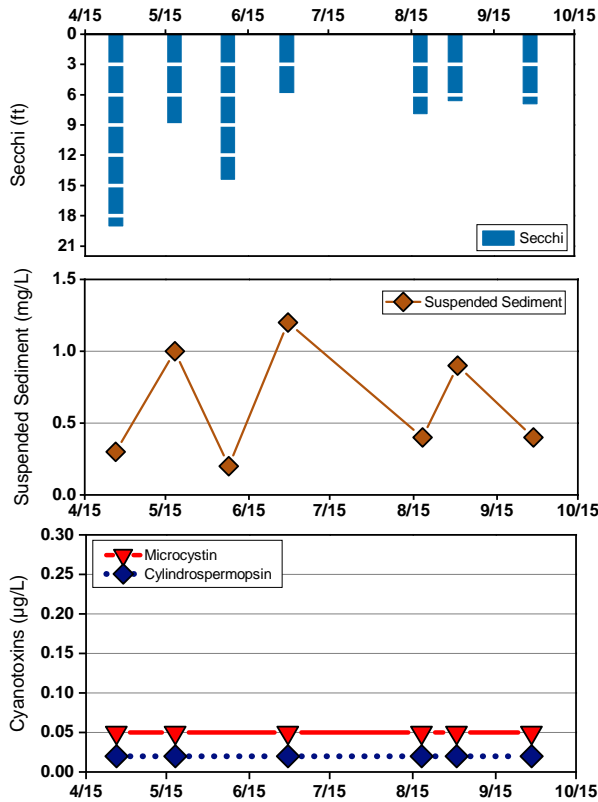 4/15 5/15 6/15 7/15 8/15 9/15 10/15
0
3
6
9
12
15
18
21
Secchi (ft)
Secchi
1.5
1.0
0.5
0.0
Suspended Sediment (mg/L)
Suspended Sediment
4/15 5/15 6/15 7/15 8/15 9/15 10/15
0.30
0.25
0.20
0.15
0.10
0.05
0.00
Cyanotoxins (µg/L)
Microcystin
Cylindrospermopsin
4/15 5/15 6/15 7/15 8/15 9/15 10/15